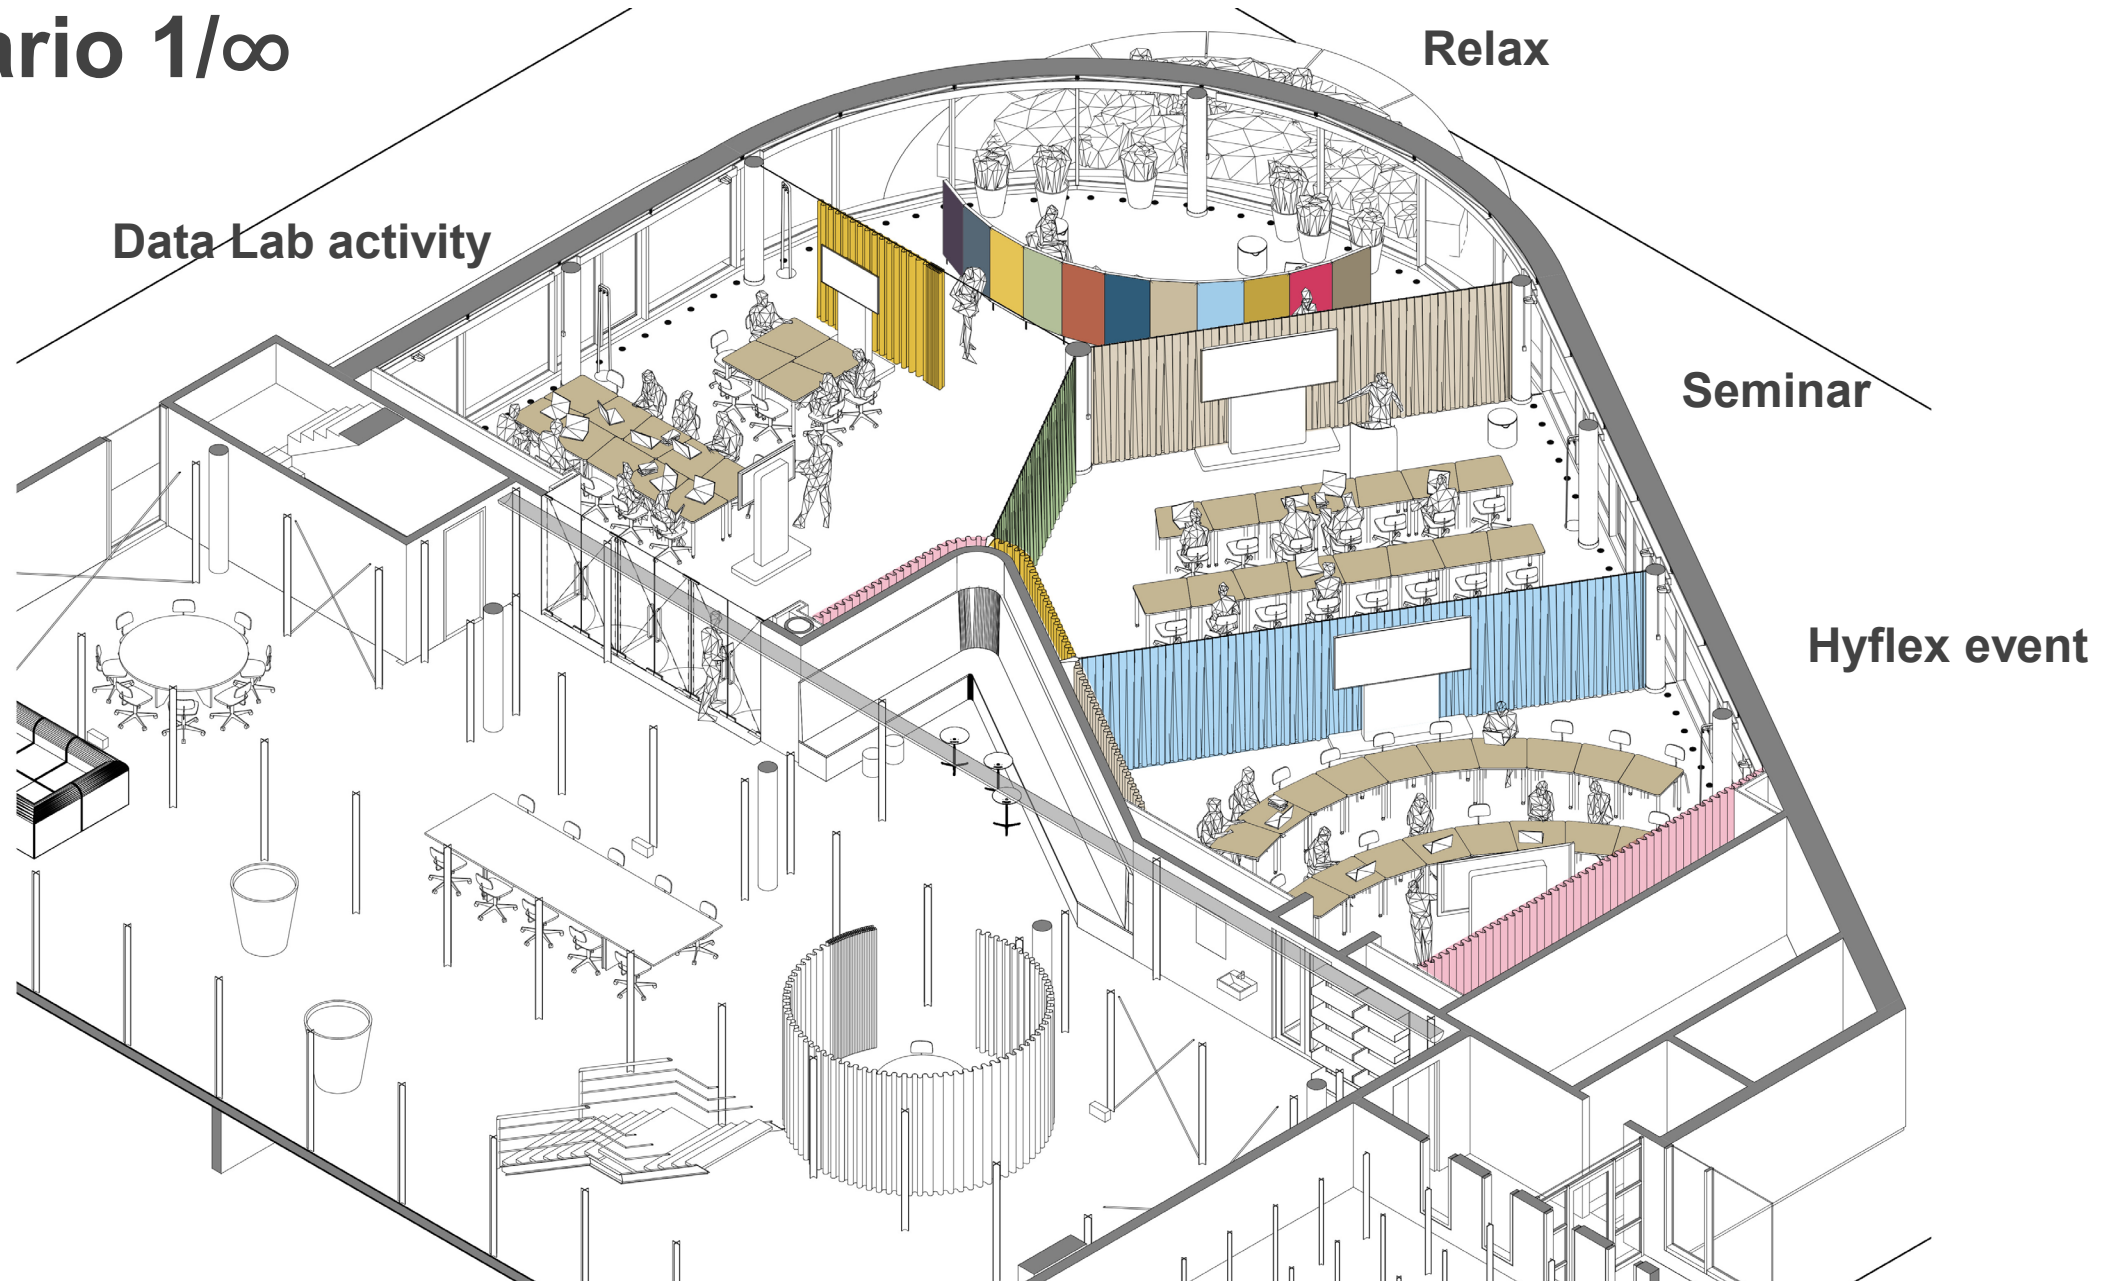 ario 1/∞
Relax
Data Lab activity
Seminar
Hyflex event